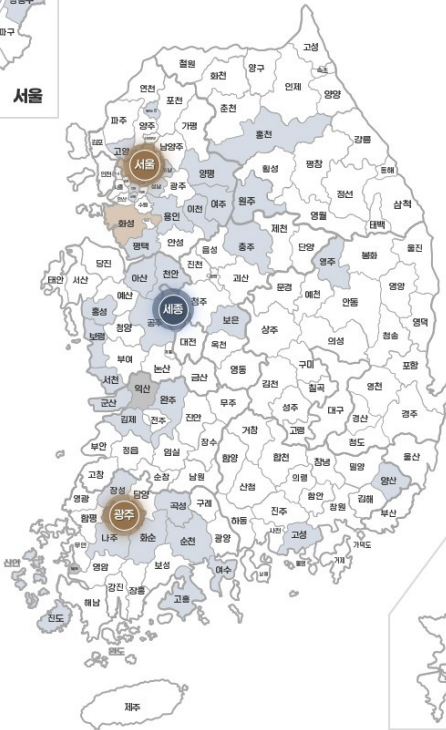 파구
서울
고성
철원
화천
양구
인제
속초
연천
포천
춘천
양양
파주
양주
가평
홍천
강릉
고양
남양주
서울
양평
횡성
평창
동해
광주
정선
삼척
이천
여주
원주
화성
용인
영월
태백
평택
안성
음성
충주
제천
단양
영주
봉화
울진
당진
아산
천안
진천
괴산
태안
서산
예산
세종
청주
문경
예천
안동
영양
홍성
청양
공주
보은
상주
의성
청송
영덕
보령
대전
옥천
부여
논산
금산
영동
김천
구미
칠곡
영천
포항
서천
익산
완주
무주
성주
대구
경산
경주
군산
김제
전주
진안
거창
고령
청도
부안
정읍
임실
장수
함양
합천
창녕
밀양
울산
고창
순창
남원
산청
의령
양산
영광
장성
담양
곡성
구례
진주
함안
창원
김해
함평
광주
하동
부산
나주
화순
순천
광양
사천
고성
거제
가덕도
신안
영암
보성
여수
강진
장흥
해남
고흥
진도
완도
제주